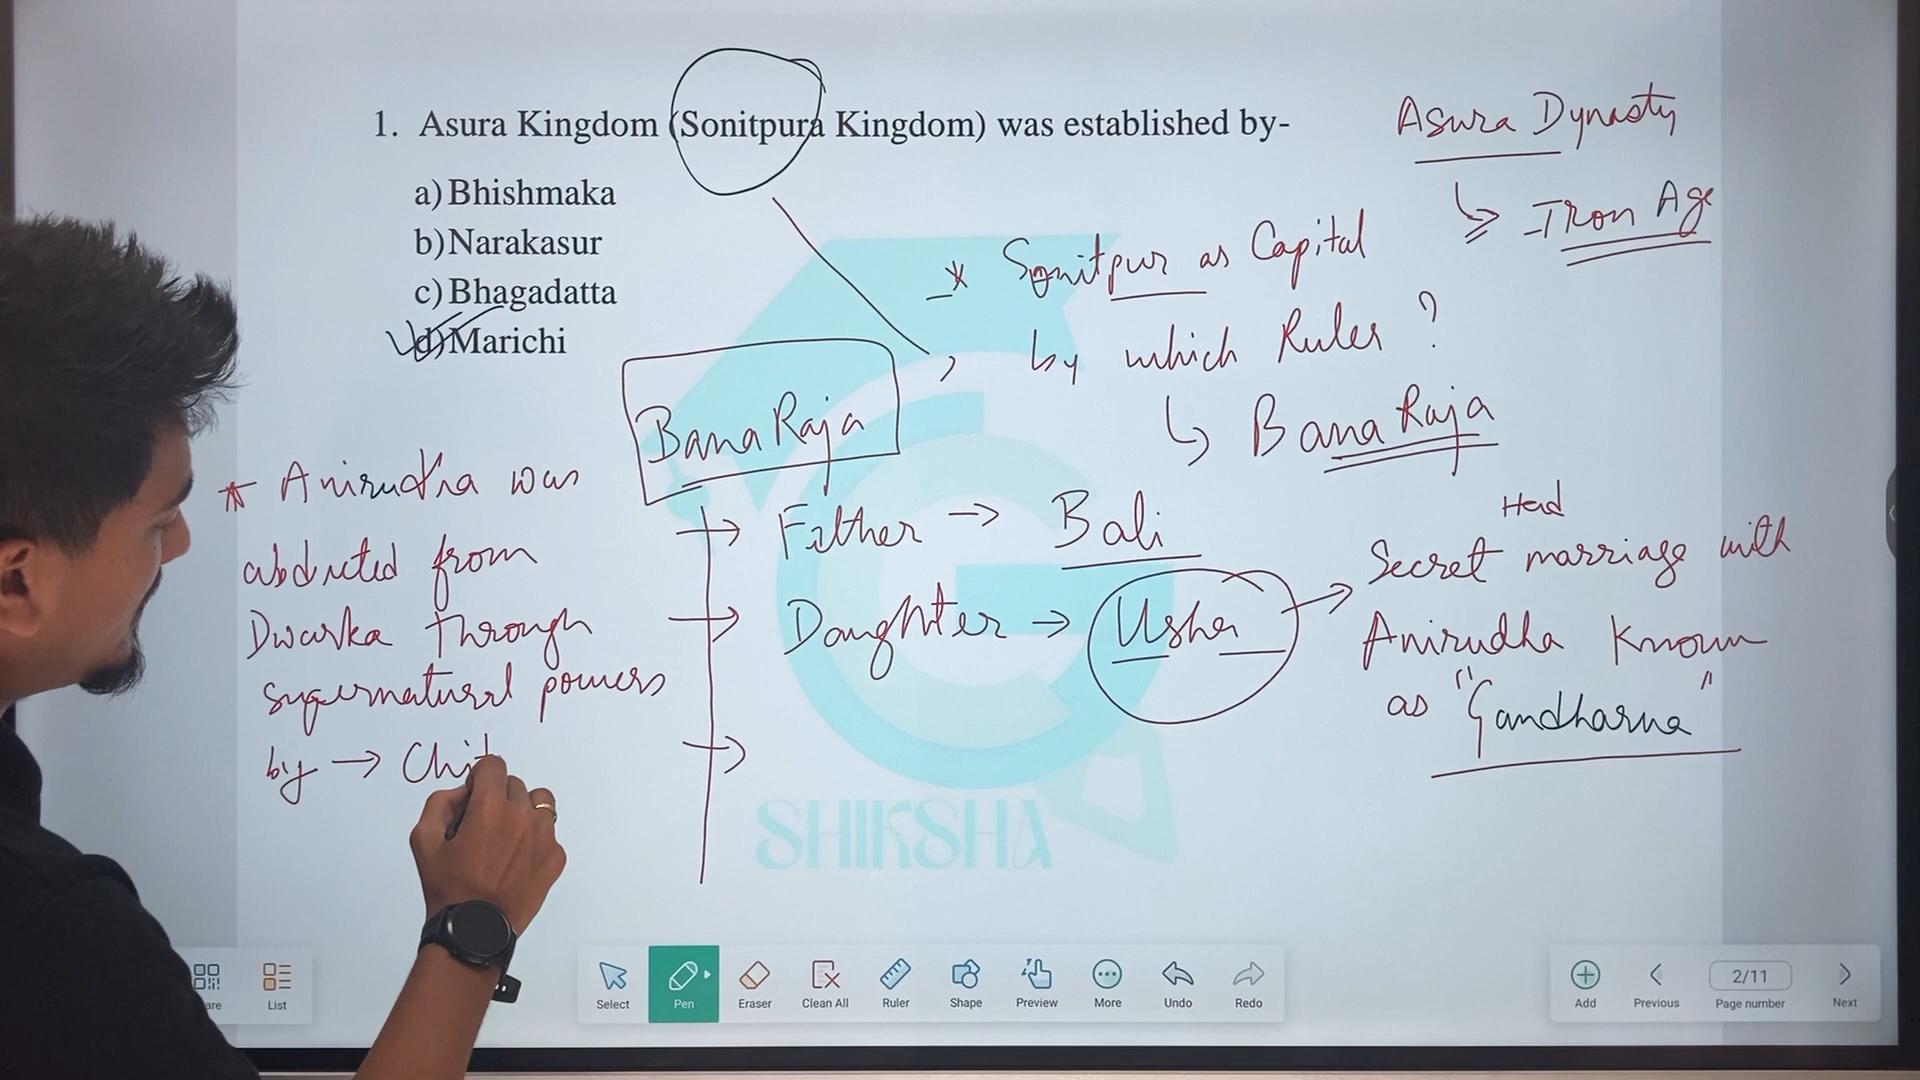 1. Asura Kingdom (Sonitpura Kingdom) was established by-
a) Bhishmaka
b) Narakasur
c) Bhagadatta
d) Marichi
Asura Dynasty
Iron Age
* Sonitpur as Capital
by which Ruler ?
Bana Raja
Bana Raja
→ Father → Bali
→ Daughter → Usha
Hend
Secret marriage with
Anirudha Known
as "Gandharva"
* Anirudha was
abducted from
Dwarka through
supernatural powers
by → Chit
SHIKSHA
List
Select
Pen
Eraser
Clean All
Ruler
Shape
Preview
More
Undo
Redo
Add
Previous
2/11
Page number
Next